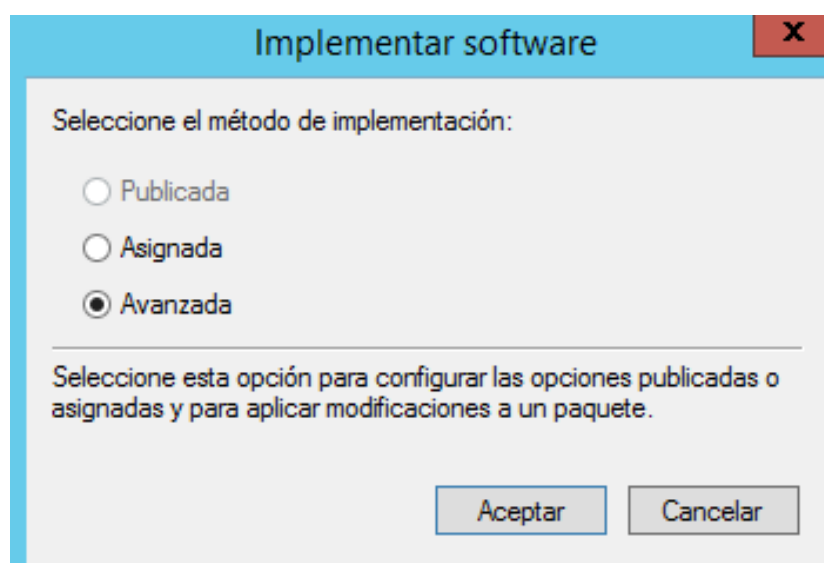 Implementar software
x
Seleccione el método de implementación:
Publicada
Asignada
Avanzada
Seleccione esta opción para configurar las opciones publicadas o
asignadas y para aplicar modificaciones a un paquete.
Aceptar
Cancelar